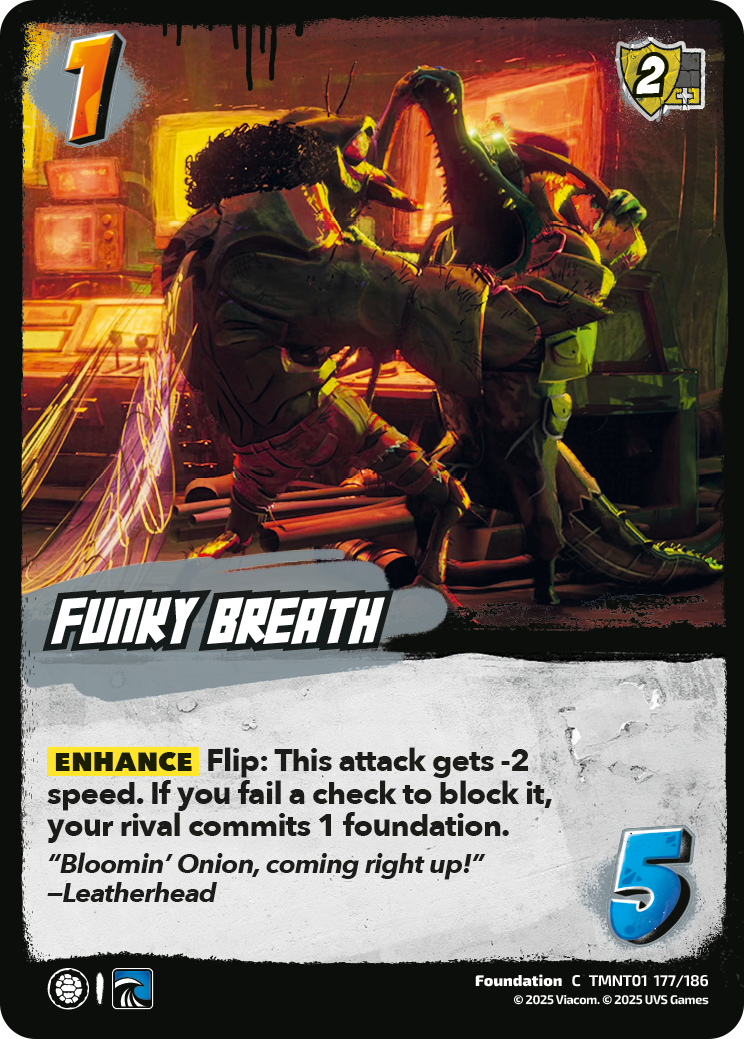 1
2
FUNKY BREATH
ENHANCE Flip: This attack gets -2
speed. If you fail a check to block it,
your rival commits 1 foundation.
“Bloomin’ Onion, coming right up!”
—Leatherhead
5
Foundation C TMNT01 177/186
© 2025 Viacom. © 2025 UVS Games